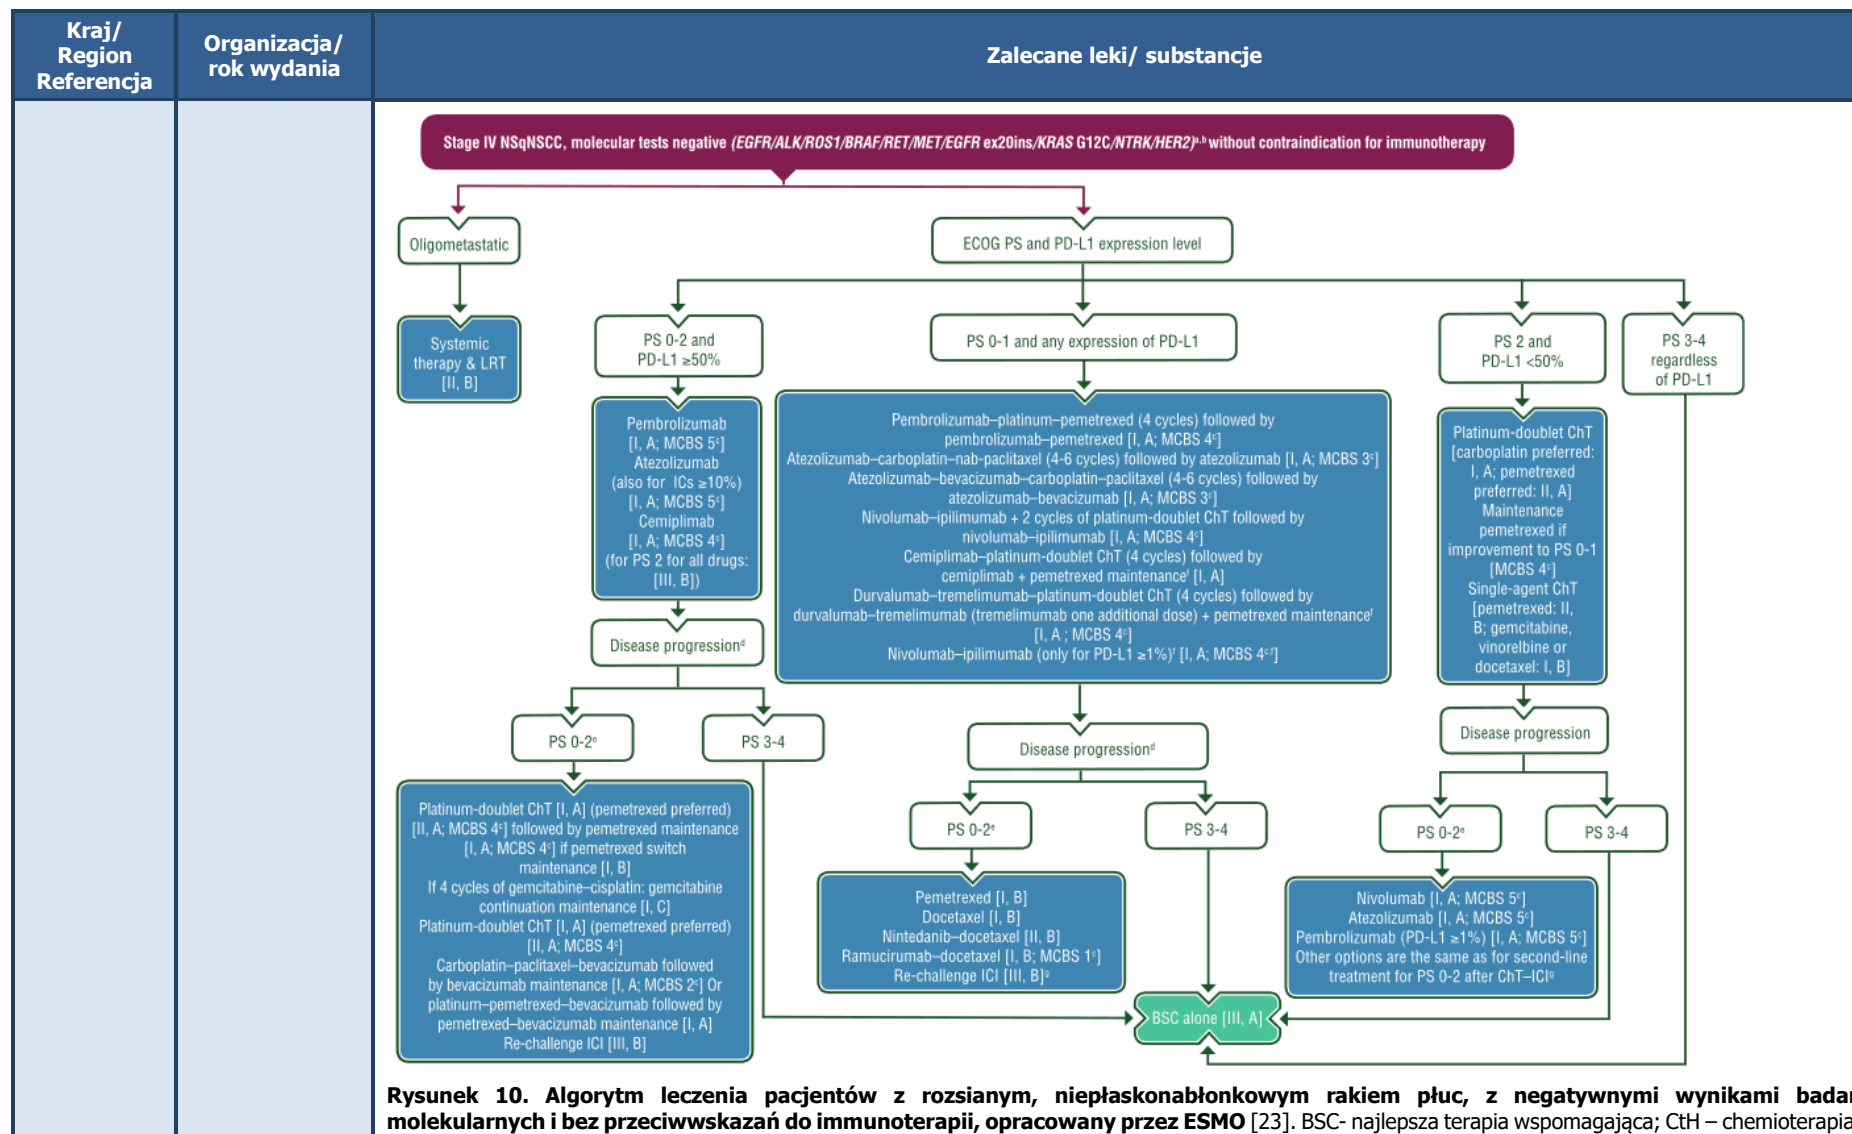 Kraj/
Region
Referencja
Organizacja/
rok wydania
Zalecane leki/ substancje
Stage IV NSqNSCC, molecular tests negative (EGFR/ALK/ROS1/BRAF/RET/MET/EGFR ex20ins/KRAS G12C/NTRK/HER2)a,b without contraindication for immunotherapy
Oligometastatic
ECOG PS and PD-L1 expression level
Systemic
therapy & LRT
[II, B]
PS 0-2 and
PD-L1 ≥50%
PS 0-1 and any expression of PD-L1
PS 2 and
PD-L1 <50%
PS 3-4
regardless
of PD-L1
Pembrolizumab
[I, A; MCBS 5c]
Atezolizumab
(also for ICs ≥10%)
[I, A; MCBS 5c]
Cemiplimab
[I, A; MCBS 4c]
(for PS 2 for all drugs:
[III, B])
Pembrolizumab–platinum–pemetrexed (4 cycles) followed by
pembrolizumab–pemetrexed [I, A; MCBS 4c]
Atezolizumab–carboplatin–nab-paclitaxel (4-6 cycles) followed by atezolizumab [I, A; MCBS 3c]
Atezolizumab–bevacizumab–carboplatin–paclitaxel (4-6 cycles) followed by
atezolizumab–bevacizumab [I, A; MCBS 3c]
Nivolumab–ipilimumab + 2 cycles of platinum-doublet ChT followed by
nivolumab–ipilimumab [I, A; MCBS 4c]
Cemiplimab–platinum-doublet ChT (4 cycles) followed by
cemiplimab + pemetrexed maintenancef [I, A]
Durvalumab–tremelimumab–platinum-doublet ChT (4 cycles) followed by
durvalumab–tremelimumab (tremelimumab one additional dose) + pemetrexed maintenancef
[I, A ; MCBS 4c]
Nivolumab–ipilimumab (only for PD-L1 ≥1%)f [I, A; MCBS 4c,f]
Platinum-doublet ChT
[carboplatin preferred:
I, A; pemetrexed
preferred: II, A]
Maintenance
pemetrexed if
improvement to PS 0-1
[MCBS 4c]
Single-agent ChT
[pemetrexed: II,
B; gemcitabine,
vinorelbine or
docetaxel: I, B]
Disease progressiond
Disease progressiond
Disease progression
PS 0-2e
PS 3-4
PS 0-2e
PS 3-4
PS 0-2e
PS 3-4
Platinum-doublet ChT [I, A] (pemetrexed preferred)
[II, A; MCBS 4c] followed by pemetrexed maintenance
[I, A; MCBS 4c] if pemetrexed switch
maintenance [I, B]
If 4 cycles of gemcitabine–cisplatin: gemcitabine
continuation maintenance [I, C]
Platinum-doublet ChT [I, A] (pemetrexed preferred)
[II, A; MCBS 4c]
Carboplatin–paclitaxel–bevacizumab followed
by bevacizumab maintenance [I, A; MCBS 2c] Or
platinum–pemetrexed–bevacizumab followed by
pemetrexed–bevacizumab maintenance [I, A]
Re-challenge ICI [III, B]
Pemetrexed [I, B]
Docetaxel [I, B]
Nintedanib–docetaxel [II, B]
Ramucirumab–docetaxel [I, B; MCBS 1c]
Re-challenge ICI [III, B]g
Nivolumab [I, A; MCBS 5c]
Atezolizumab [I, A; MCBS 5c]
Pembrolizumab (PD-L1 ≥1%) [I, A; MCBS 5c]
Other options are the same as for second-line
treatment for PS 0-2 after ChT–ICIg
BSC alone [III, A]
Rysunek 10. Algorytm leczenia pacjentów z rozsianym, niepłaskonabłonkowym rakiem płuc, z negatywnymi wynikami badań
molekularnych i bez przeciwwskazań do immunoterapii, opracowany przez ESMO [23]. BSC- najlepsza terapia wspomagająca; CtH – chemioterapia